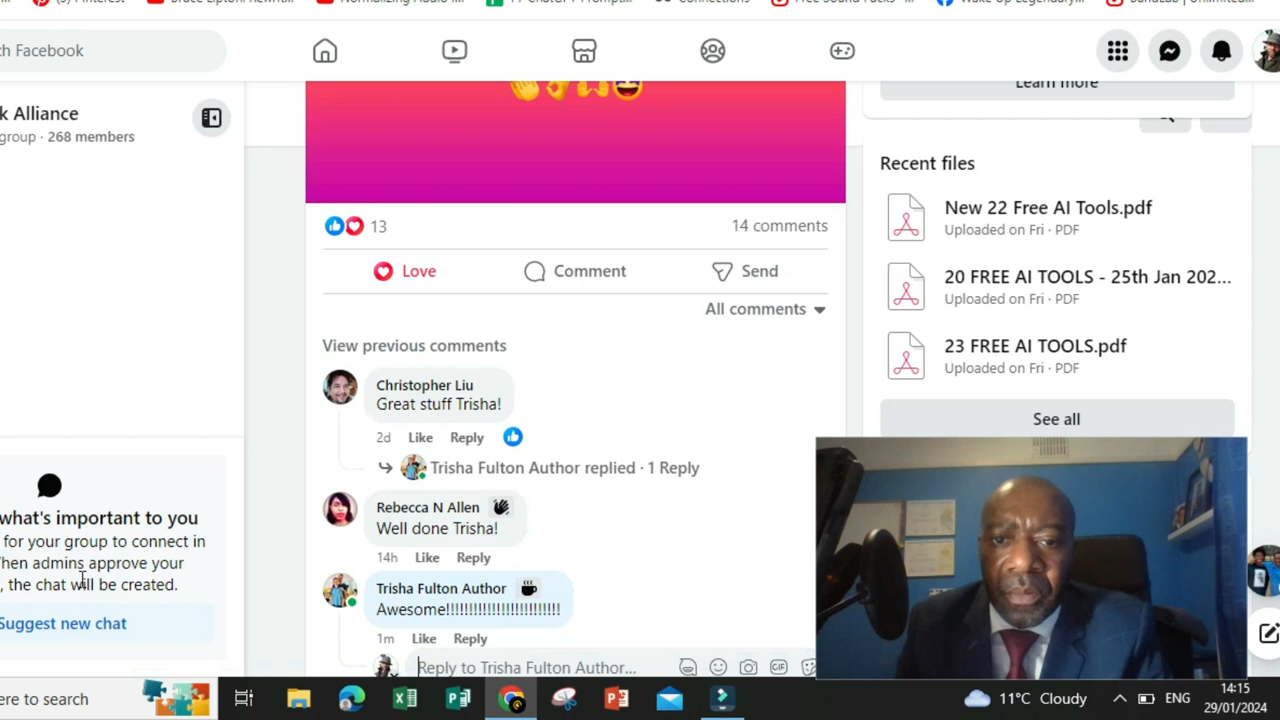 Pinterest
ch Facebook
k Alliance
group · 268 members
Learn more
Recent files
New 22 Free AI Tools.pdf
Uploaded on Fri · PDF
20 FREE AI TOOLS - 25th Jan 202...
Uploaded on Fri · PDF
23 FREE AI TOOLS.pdf
Uploaded on Fri · PDF
See all
13
14 comments
Love
Comment
Send
All comments
View previous comments
Christopher Liu
Great stuff Trisha!
2d Like Reply
Trisha Fulton Author replied · 1 Reply
Rebecca N Allen
Well done Trisha!
14h Like Reply
Trisha Fulton Author
Awesome!!!!!!!!!!!!!!!!!!!!!!!!!
1m Like Reply
Reply to Trisha Fulton Author...
what's important to you
for your group to connect in
hen admins approve your
, the chat will be created.
Suggest new chat
ere to search
11°C Cloudy
ENG
14:15
29/01/2024